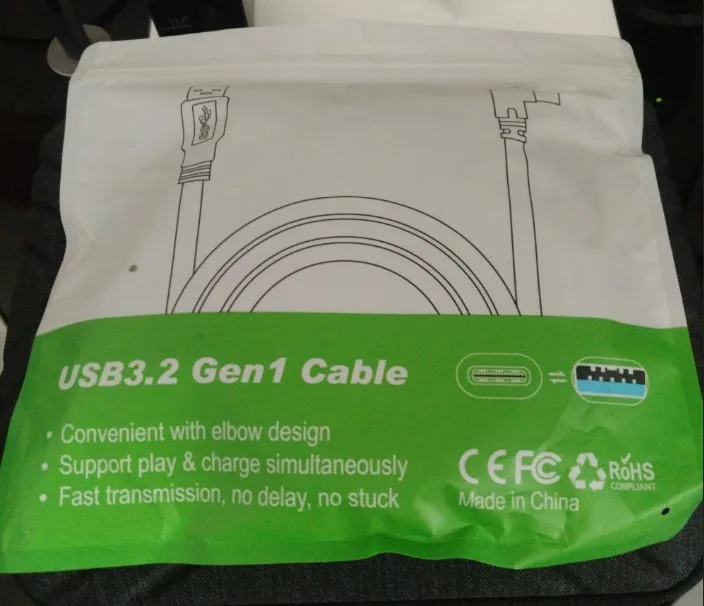 USB3.2 Gen1 Cable
• Convenient with elbow design
• Support play & charge simultaneously
• Fast transmission, no delay, no stuck
CE FC RoHS
COMPLIANT
Made in China